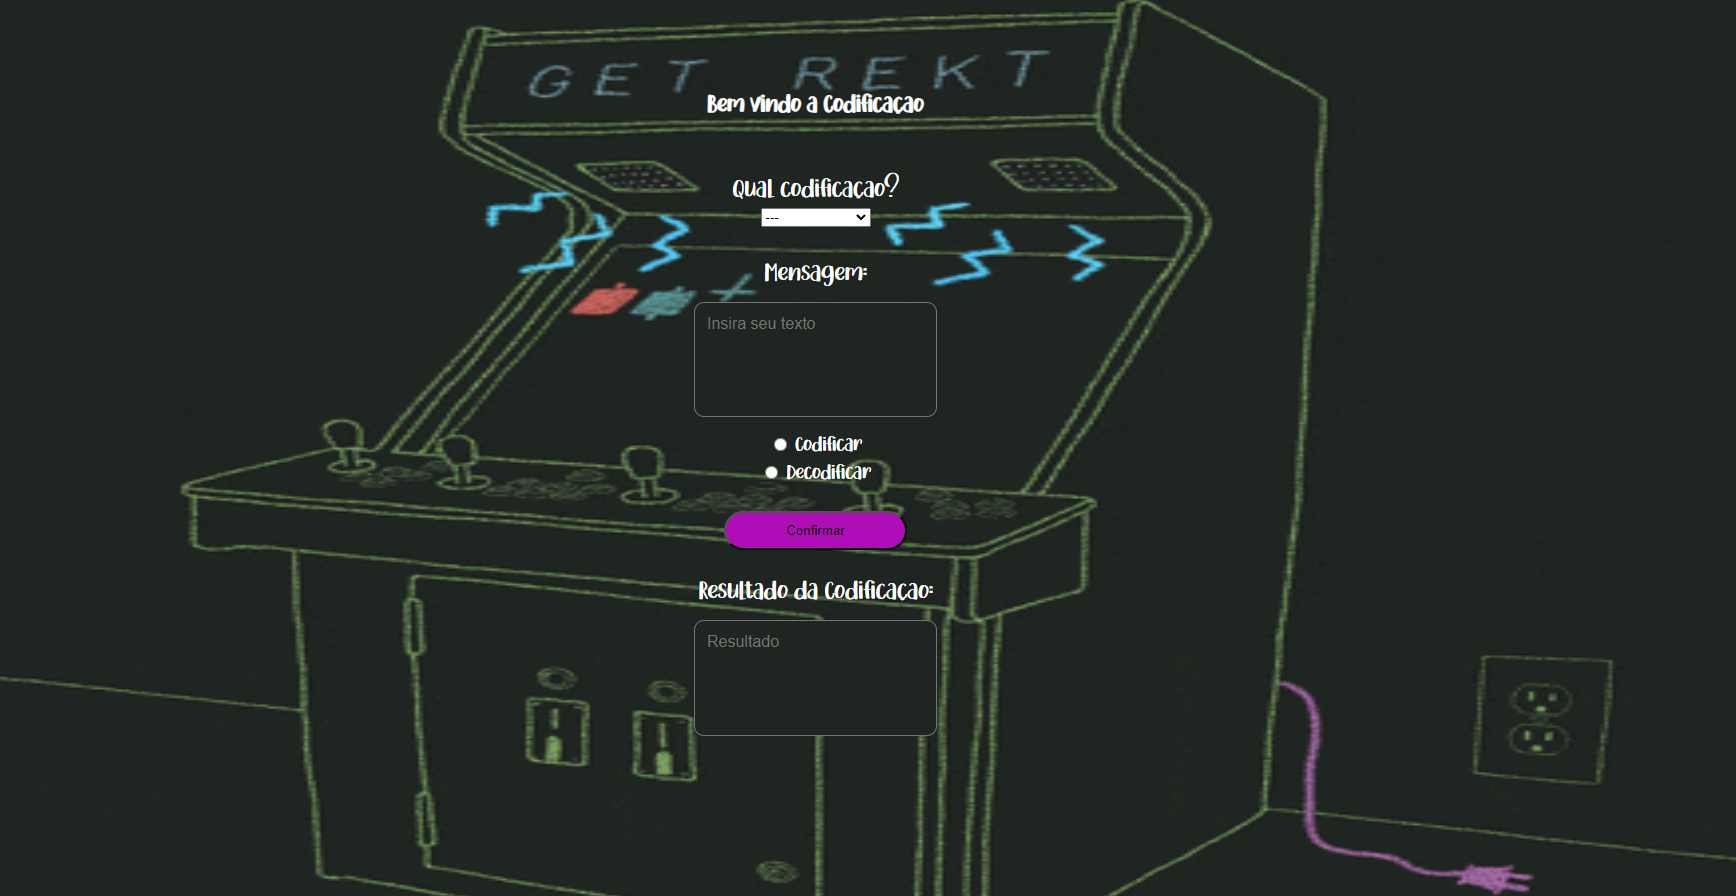 GET REKT
Bem vindo a Codificacao
Qual codificacao?
---
Mensagem:
Insira seu texto
Codificar
Decodificar
Confirmar
Resultado da Codificacao:
Resultado